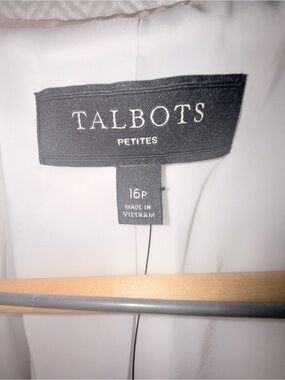 TALBOTS
PETITES
16P
MADE IN
VIETNAM